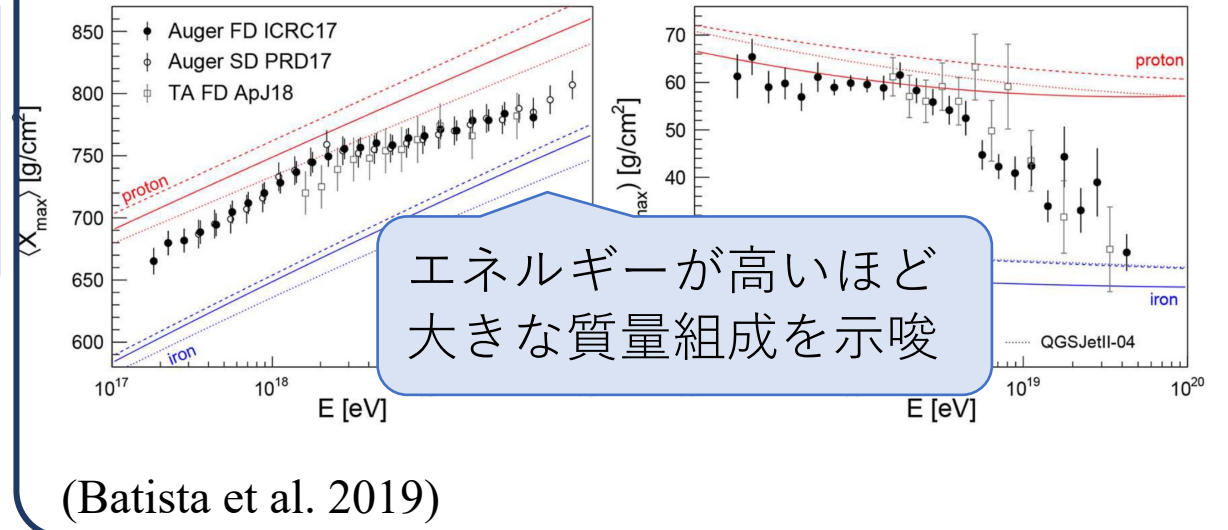 850
800
750
700
650
600
⟨X_max⟩ [g/cm²]
Auger FD ICRC17
Auger SD PRD17
TA FD ApJ18
proton
iron
10¹⁷
10¹⁸
E [eV]
70
60
50
40
max) [g/cm²]
proton
iron
QGSJetII-04
10¹⁹
10²⁰
E [eV]
エネルギーが高いほど
大きな質量組成を示唆
(Batista et al. 2019)